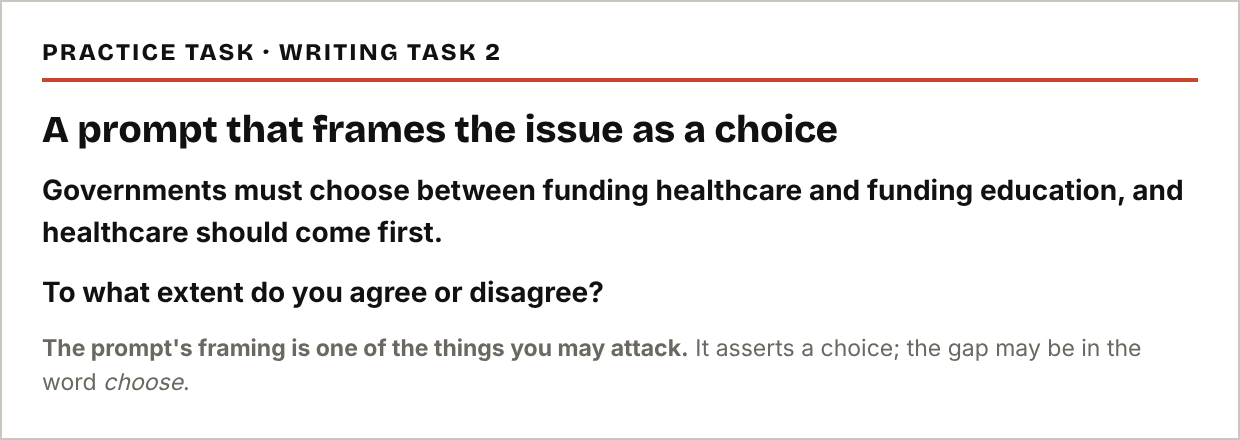 PRACTICE TASK · WRITING TASK 2
A prompt that frames the issue as a choice
Governments must choose between funding healthcare and funding education, and
healthcare should come first.
To what extent do you agree or disagree?
The prompt's framing is one of the things you may attack. It asserts a choice; the gap may be in the
word choose.